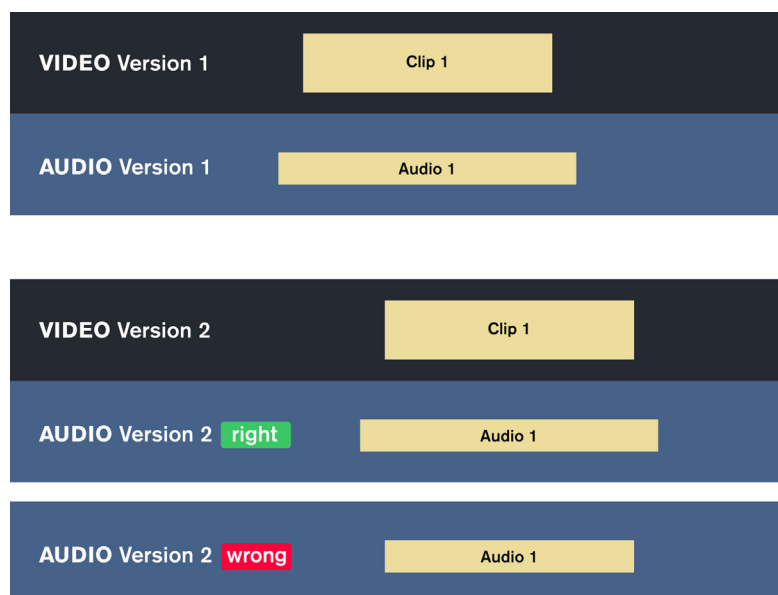 VIDEO Version 1 Clip 1
AUDIO Version 1 Audio 1
VIDEO Version 2 Clip 1
AUDIO Version 2 right Audio 1
AUDIO Version 2 wrong Audio 1